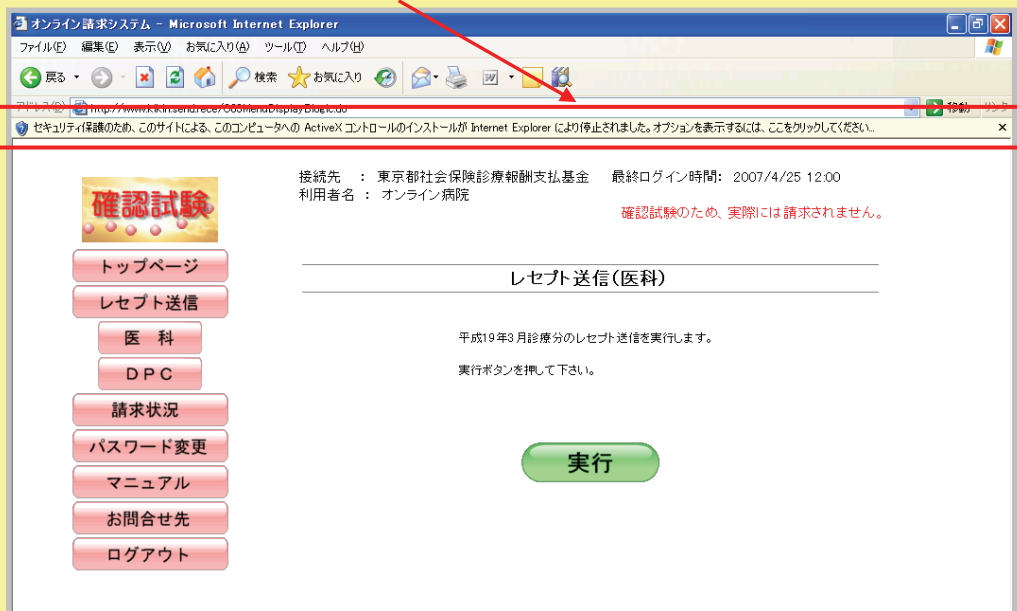 オンライン請求システム - Microsoft Internet Explorer
ファイル(F) 編集(E) 表示(V) お気に入り(A) ツール(T) ヘルプ(H)
戻る 検索 お気に入り
移動 リンク
セキュリティ保護のため、このサイトによる、このコンピュータへの ActiveX コントロールのインストールが Internet Explorer により停止されました。オプションを表示するには、ここをクリックしてください...
接続先 : 東京都社会保険診療報酬支払基金 最終ログイン時間: 2007/4/25 12:00
利用者名 : オンライン病院
確認試験のため、実際には請求されません。
確認試験
トップページ
レセプト送信
医 科
DPC
請求状況
パスワード変更
マニュアル
お問合せ先
ログアウト
レセプト送信(医科)
平成19年3月診療分のレセプト送信を実行します。
実行ボタンを押して下さい。
実行